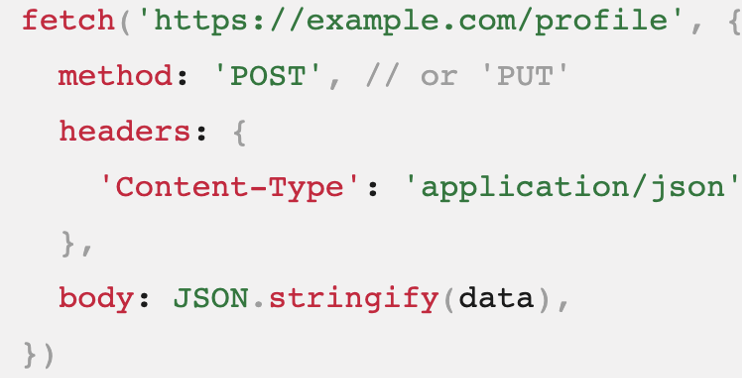 fetch('https://example.com/profile', {
  method: 'POST', // or 'PUT'
  headers: {
    'Content-Type': 'application/json'
  },
  body: JSON.stringify(data),
})